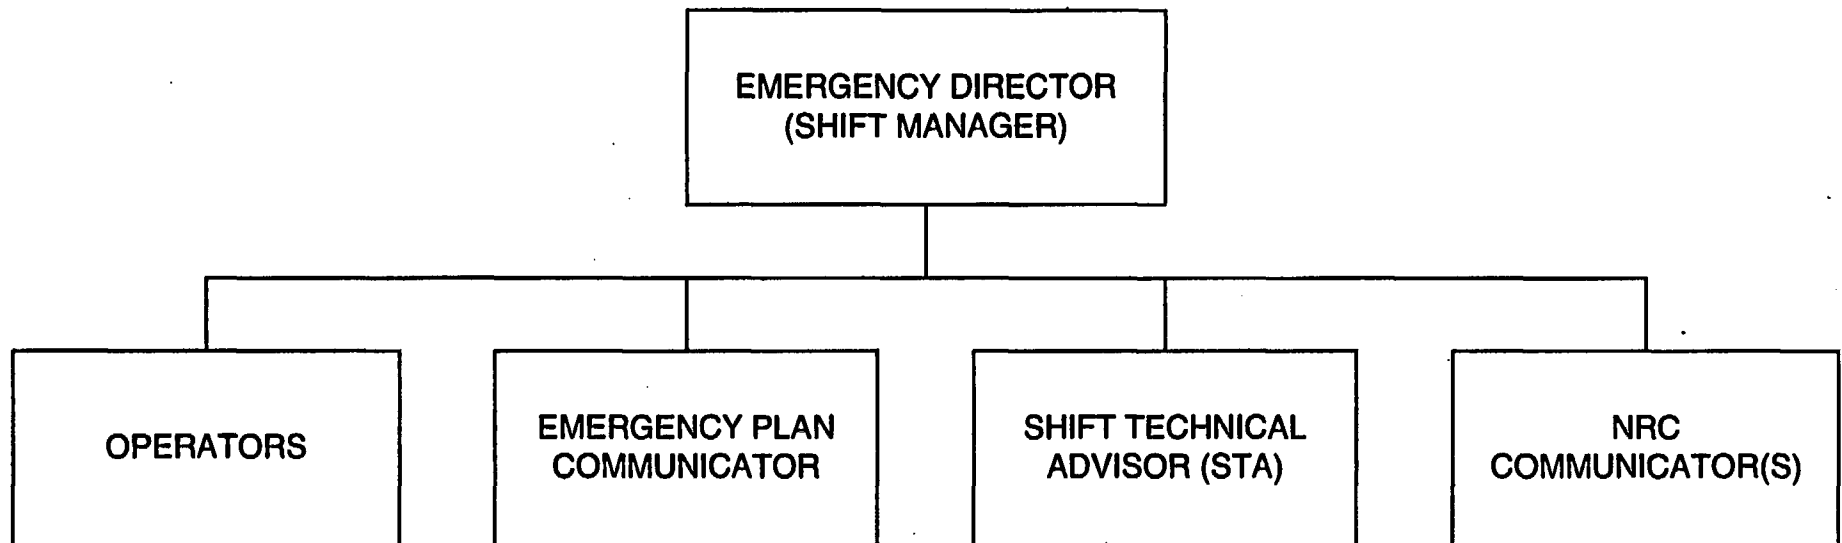 EMERGENCY DIRECTOR
(SHIFT MANAGER)
OPERATORS
EMERGENCY PLAN
COMMUNICATOR
SHIFT TECHNICAL
ADVISOR (STA)
NRC
COMMUNICATOR(S)